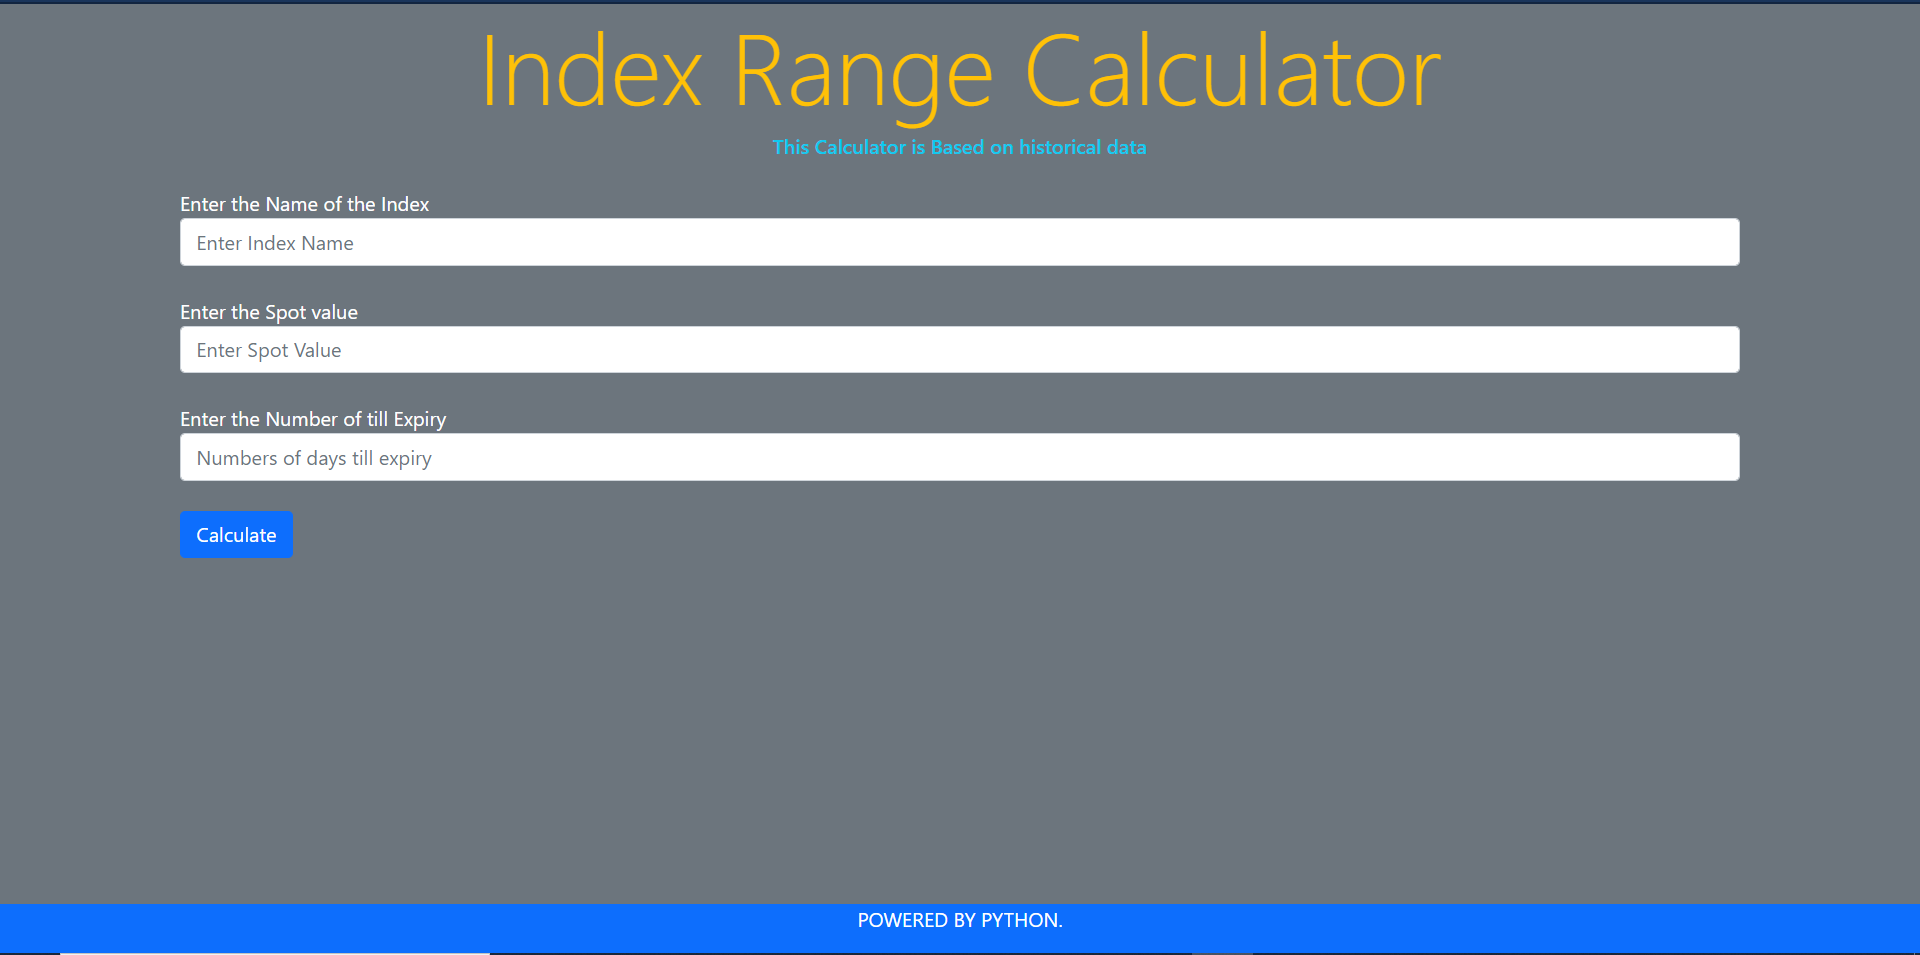 Index Range Calculator
This Calculator is Based on historical data
Enter the Name of the Index
Enter Index Name
Enter the Spot value
Enter Spot Value
Enter the Number of till Expiry
Numbers of days till expiry
Calculate
POWERED BY PYTHON.